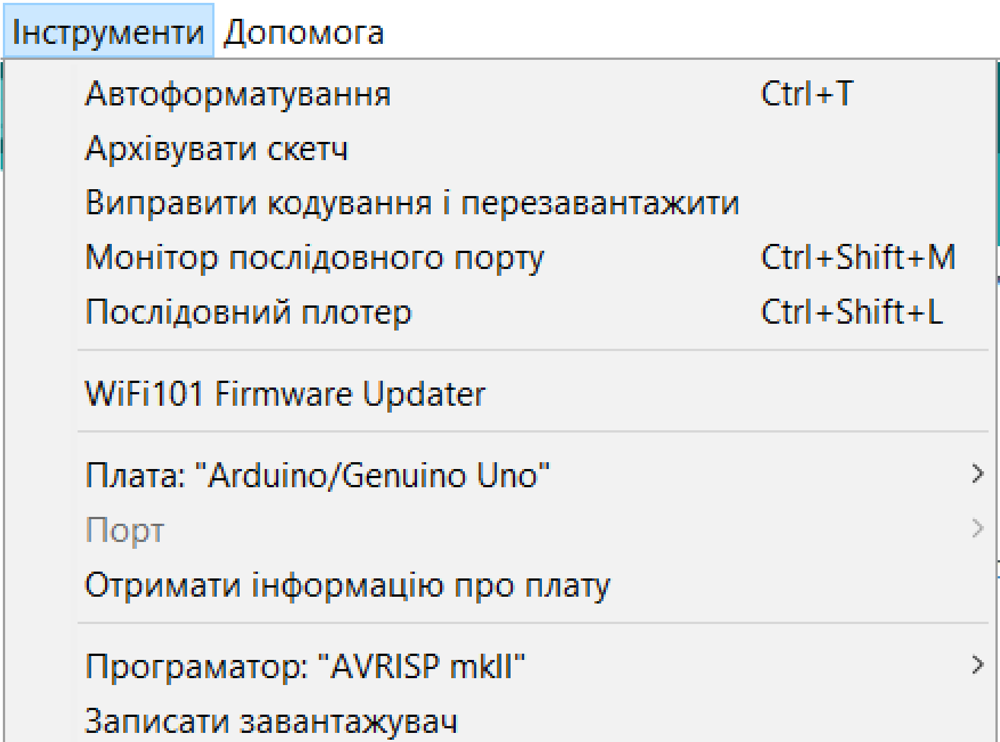 Інструменти Допомога
Автоформатування Ctrl+T
Архівувати скетч
Виправити кодування і перезавантажити
Монітор послідовного порту Ctrl+Shift+M
Послідовний плотер Ctrl+Shift+L
WiFi101 Firmware Updater
Плата: "Arduino/Genuino Uno"
Порт
Отримати інформацію про плату
Програматор: "AVRISP mkII"
Записати завантажувач